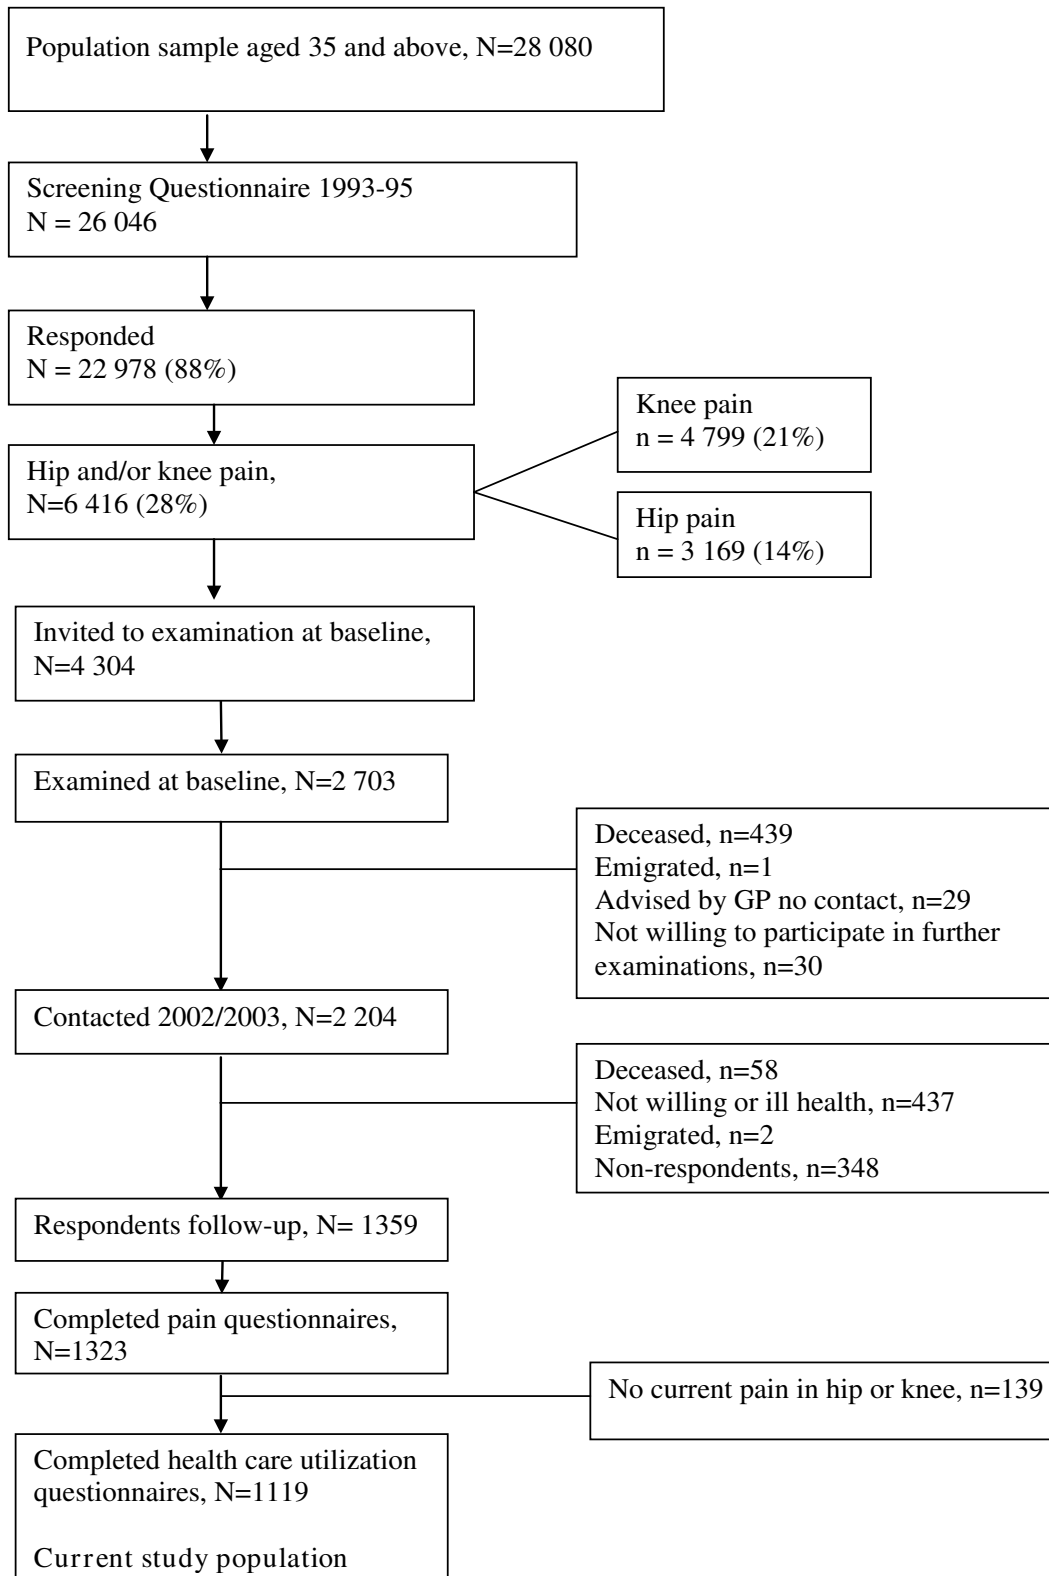 Population sample aged 35 and above, N=28 080
Screening Questionnaire 1993-95
N = 26 046
Responded
N = 22 978 (88%)
Knee pain
n = 4 799 (21%)
Hip and/or knee pain,
N=6 416 (28%)
Hip pain
n = 3 169 (14%)
Invited to examination at baseline,
N=4 304
Examined at baseline, N=2 703
Deceased, n=439
Emigrated, n=1
Advised by GP no contact, n=29
Not willing to participate in further
examinations, n=30
Contacted 2002/2003, N=2 204
Deceased, n=58
Not willing or ill health, n=437
Emigrated, n=2
Non-respondents, n=348
Respondents follow-up, N= 1359
Completed pain questionnaires,
N=1323
No current pain in hip or knee, n=139
Completed health care utilization
questionnaires, N=1119
Current study population